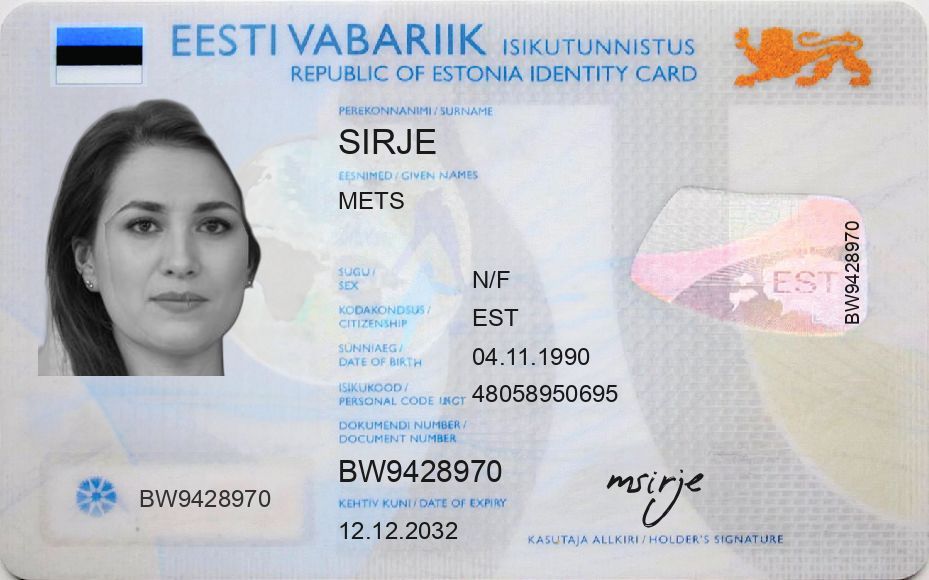 EESTI VABARIIK ISIKUTUNNISTUS
REPUBLIC OF ESTONIA IDENTITY CARD
PEREKONNANIMI / SURNAME
SIRJE
EESNIMED / GIVEN NAMES
METS
SUGU /
SEX
N/F
KODAKONDSUS /
CITIZENSHIP
EST
SÜNNIAEG /
DATE OF BIRTH
04.11.1990
ISIKUKOOD /
PERSONAL CODE
48058950695
DOKUMENDI NUMBER /
DOCUMENT NUMBER
BW9428970
KEHTIV KUNI / DATE OF EXPIRY
12.12.2032
BW9428970
EST
BW9428970
msirje
KASUTAJA ALLKIRI / HOLDER'S SIGNATURE